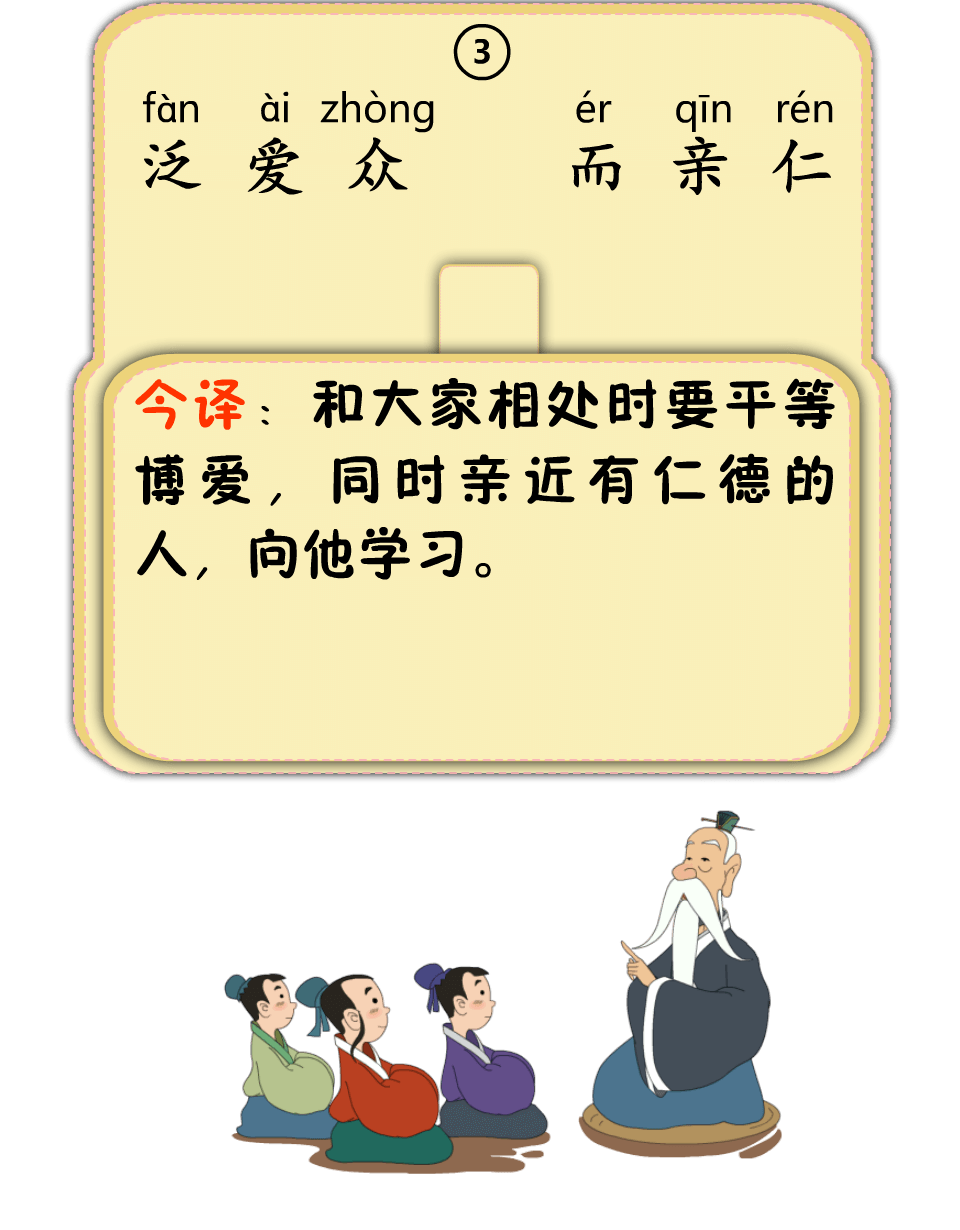 ③
fàn ài zhòng ér qīn rén
泛 爱 众 而 亲 仁
今译：和大家相处时要平等
博爱，同时亲近有仁德的
人，向他学习。